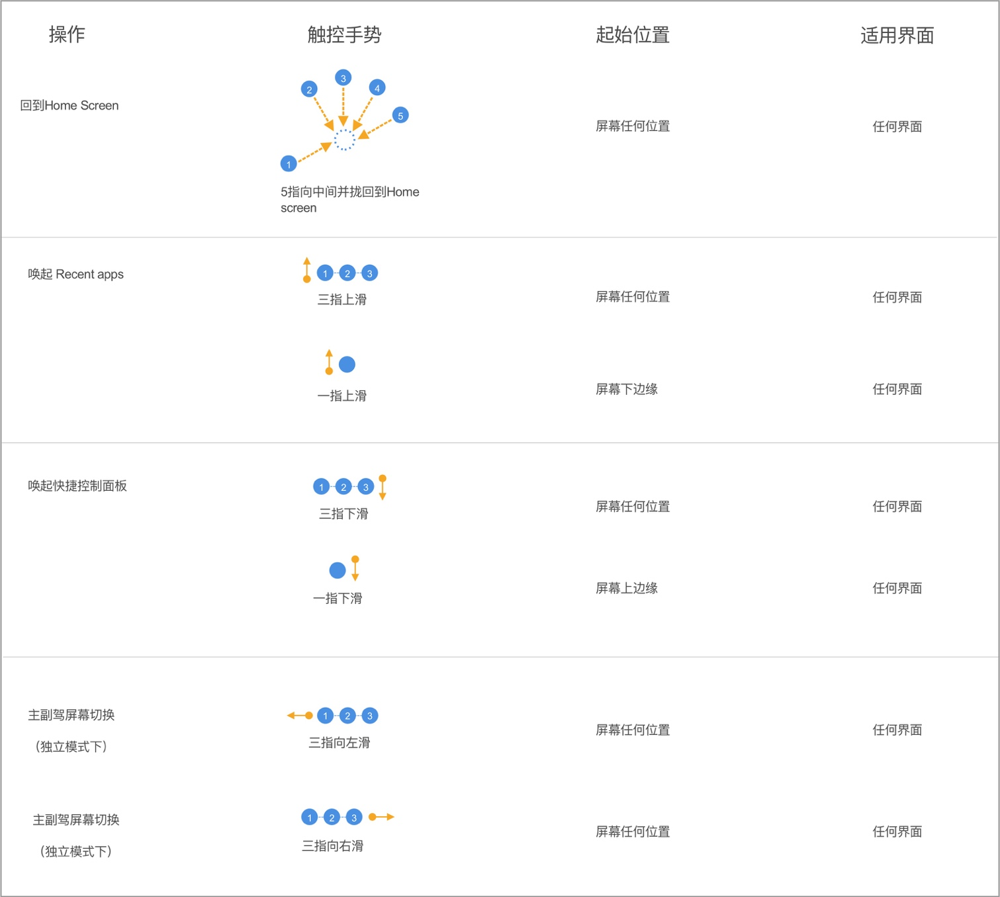 操作
触控手势
起始位置
适用界面
回到Home Screen
2
3
4
5
1
5指向中间并拢回到Home
screen
屏幕任何位置
任何界面
唤起 Recent apps
1 2 3
三指上滑
屏幕任何位置
任何界面
一指上滑
屏幕下边缘
任何界面
唤起快捷控制面板
1 2 3
三指下滑
屏幕任何位置
任何界面
一指下滑
屏幕上边缘
任何界面
主副驾屏幕切换
（独立模式下）
1 2 3
三指向左滑
屏幕任何位置
任何界面
主副驾屏幕切换
（独立模式下）
1 2 3
三指向右滑
屏幕任何位置
任何界面